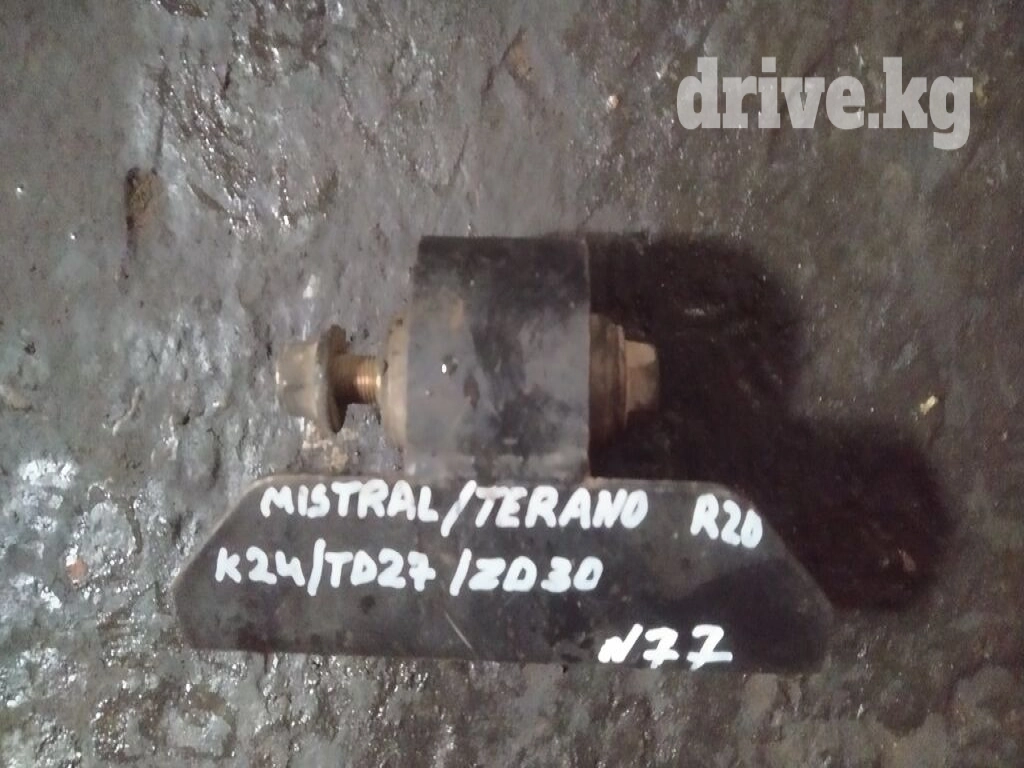 drive.kg
MISTRAL/TERANO R20
K24/TD27/ZD30
N77